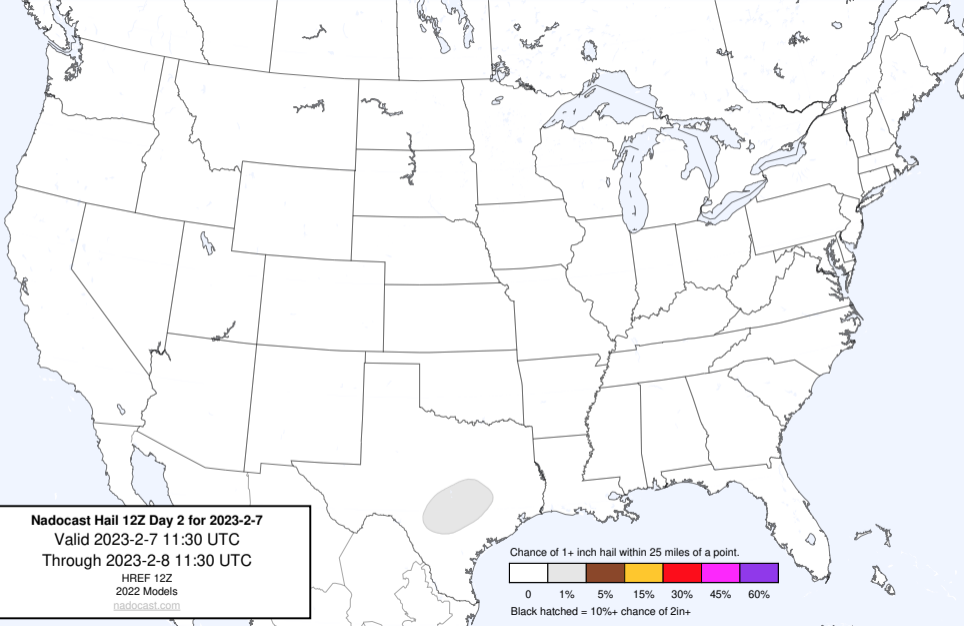 Nadocast Hail 12Z Day 2 for 2023-2-7
Valid 2023-2-7 11:30 UTC
Through 2023-2-8 11:30 UTC
HREF 12Z
2022 Models
nadocast.com
Chance of 1+ inch hail within 25 miles of a point.
0 1% 5% 15% 30% 45% 60%
Black hatched = 10%+ chance of 2in+